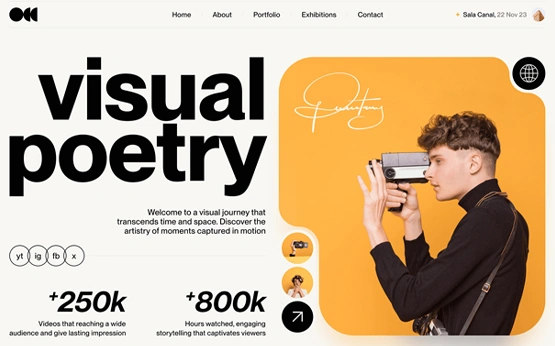 Home
About
Portfolio
Exhibitions
Contact
Sala Canal, 22 Nov 23
visual
poetry
Welcome to a visual journey that
transcends time and space. Discover the
artistry of moments captured in motion
yt
ig
fb
x
+250k
Videos that reaching a wide
audience and give lasting impression
+800k
Hours watched, engaging
storytelling that captivates viewers